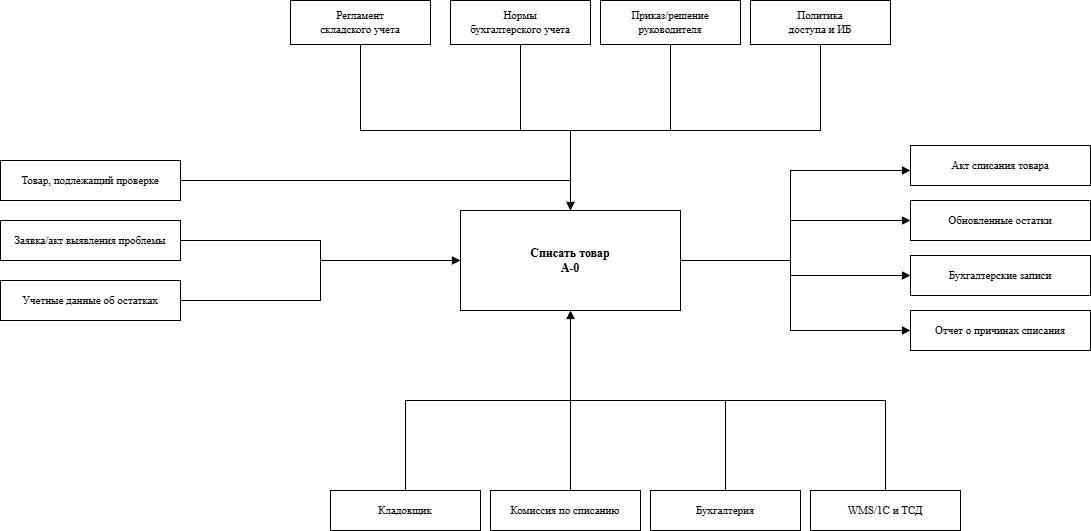 Регламент
складского учета
Нормы
бухгалтерского учета
Приказ/решение
руководителя
Политика
доступа и ИБ
Товар, подлежащий проверке
Заявка/акт выявления проблемы
Учетные данные об остатках
Списать товар
А-0
Акт списания товара
Обновленные остатки
Бухгалтерские записи
Отчет о причинах списания
Кладовщик
Комиссия по списанию
Бухгалтерия
WMS/1С и ТСД